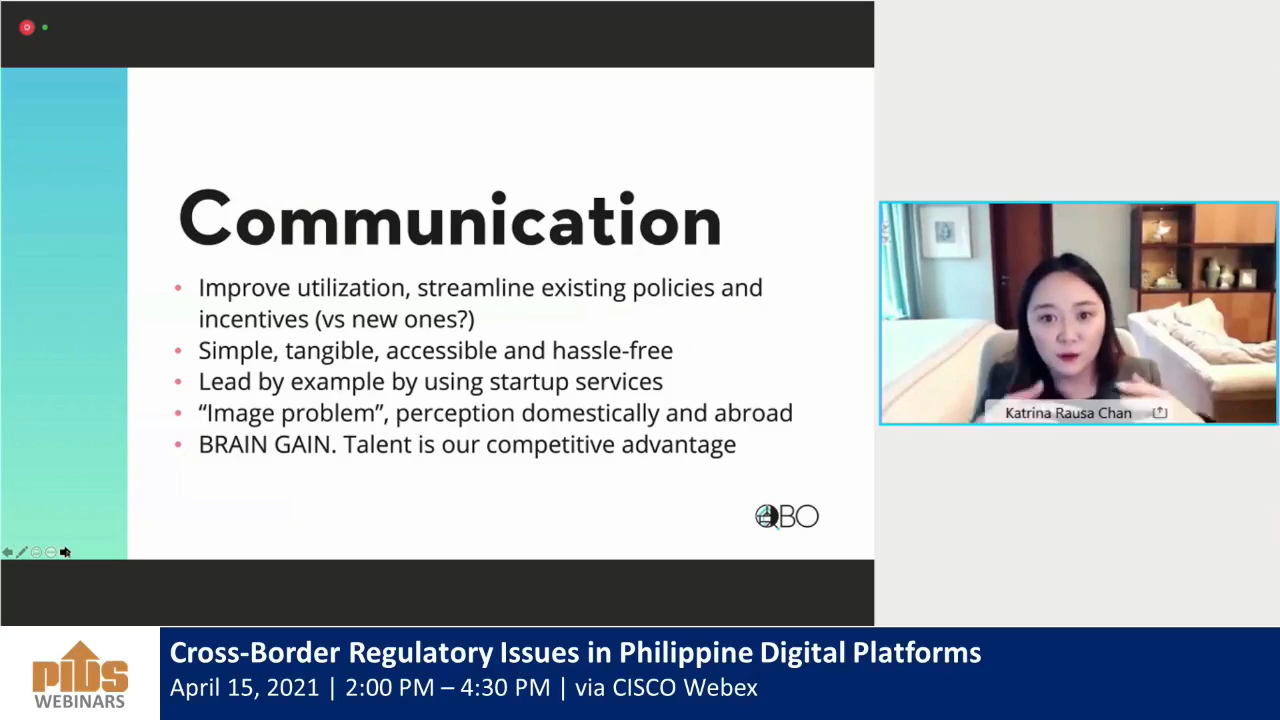 Communication
• Improve utilization, streamline existing policies and
incentives (vs new ones?)
• Simple, tangible, accessible and hassle-free
• Lead by example by using startup services
• “Image problem”, perception domestically and abroad
• BRAIN GAIN. Talent is our competitive advantage
QBO
Katrina Rausa Chan
PIDS
WEBINARS
Cross-Border Regulatory Issues in Philippine Digital Platforms
April 15, 2021 | 2:00 PM – 4:30 PM | via CISCO Webex